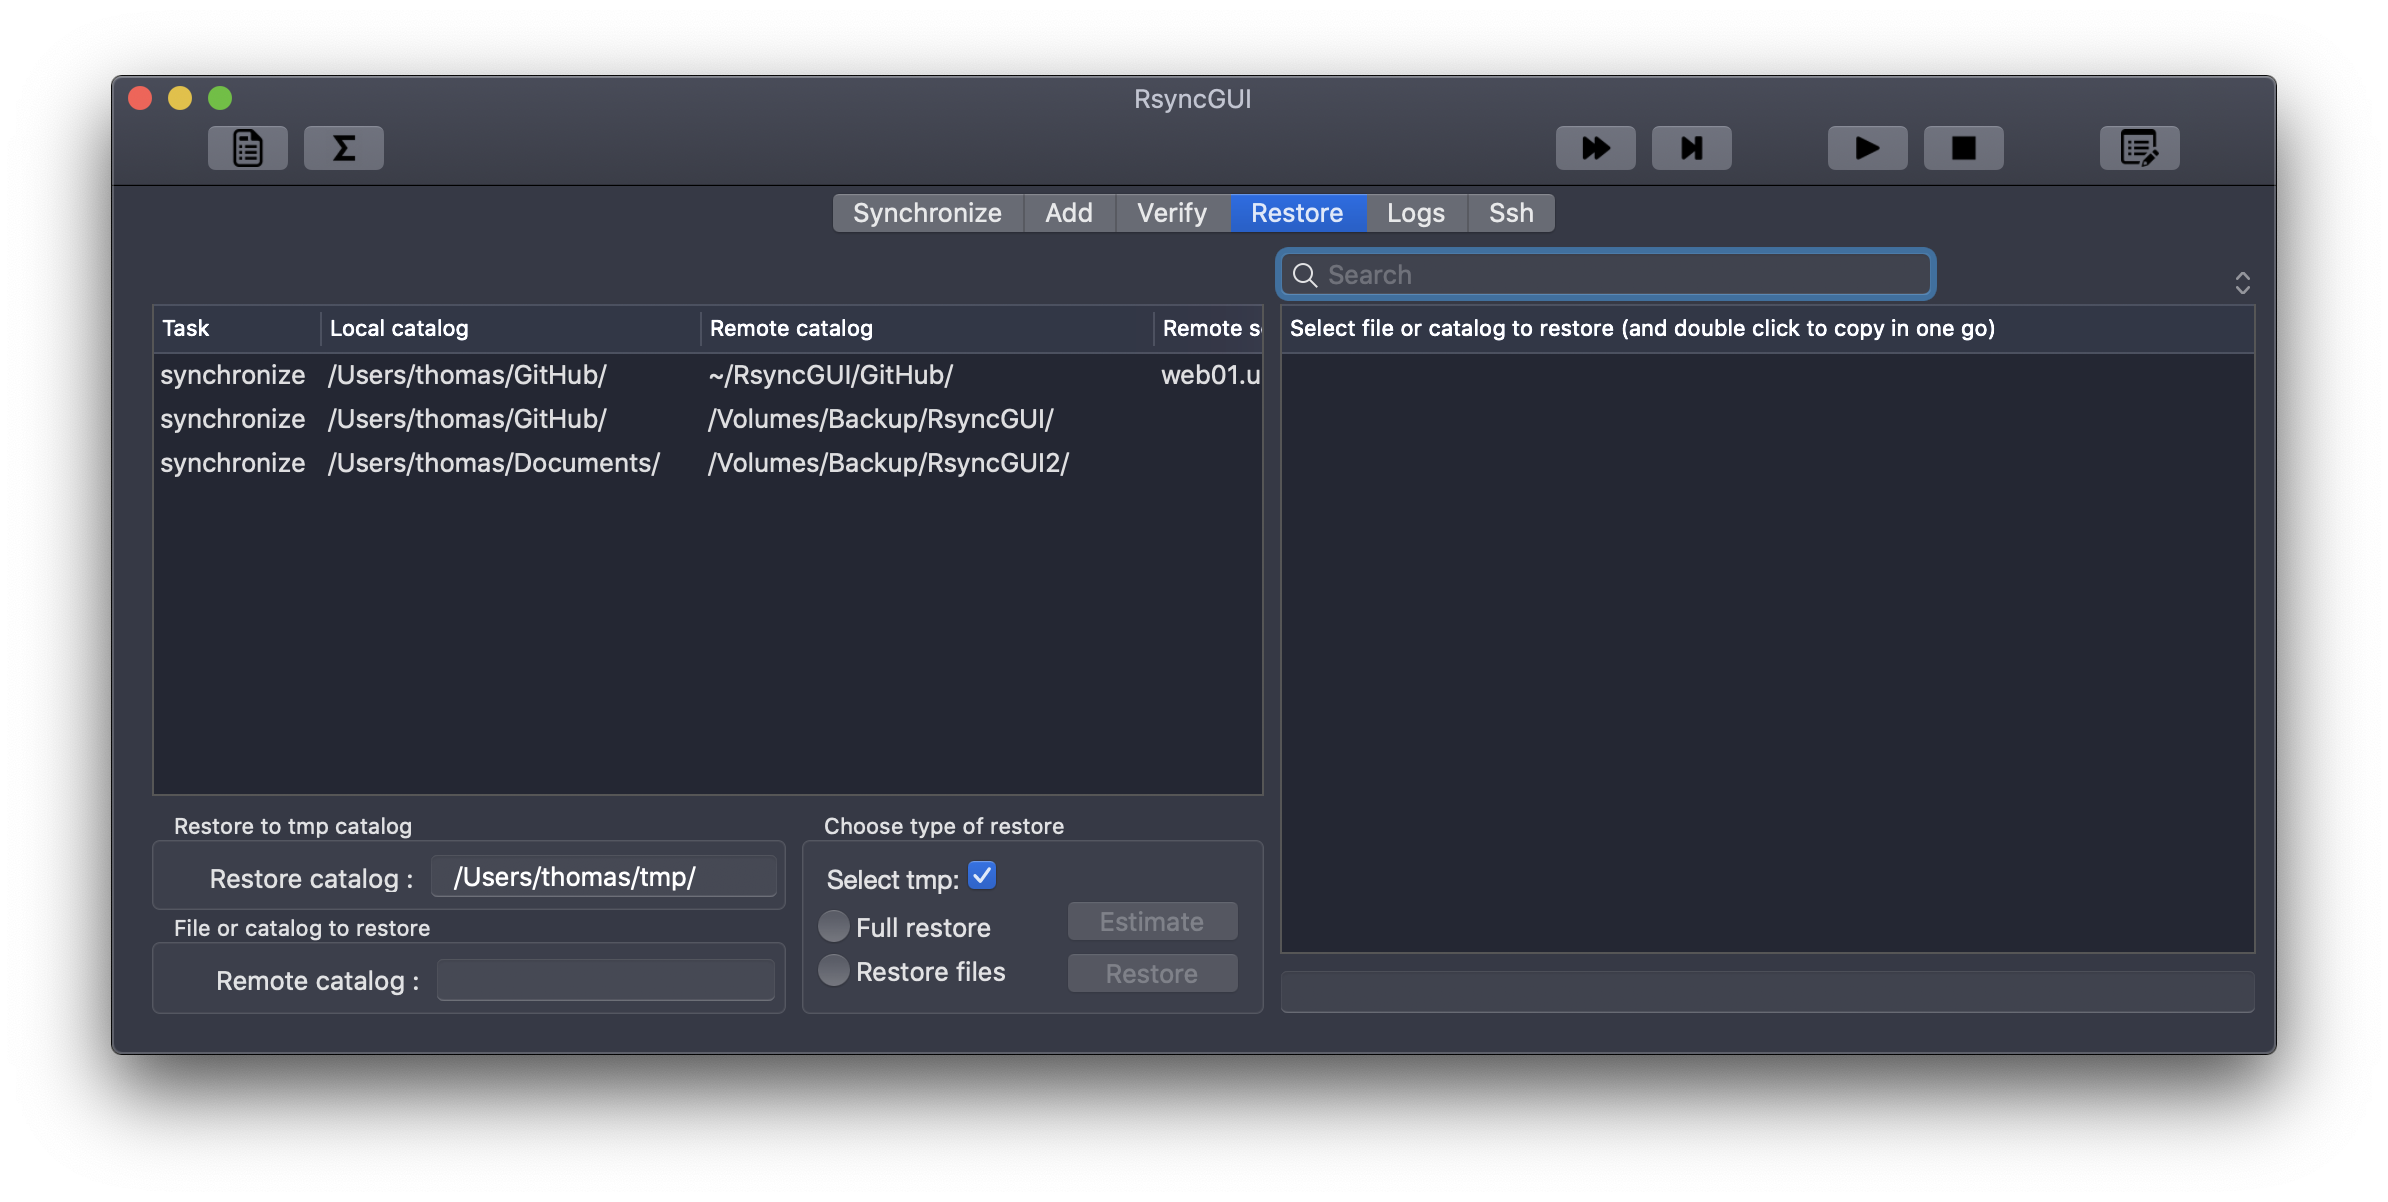 RsyncGUI
Synchronize Add Verify Restore Logs Ssh
Search
Task Local catalog Remote catalog Remote
synchronize /Users/thomas/GitHub/ ~/RsyncGUI/GitHub/ web01.u
synchronize /Users/thomas/GitHub/ /Volumes/Backup/RsyncGUI/
synchronize /Users/thomas/Documents/ /Volumes/Backup/RsyncGUI2/
Select file or catalog to restore (and double click to copy in one go)
Restore to tmp catalog
Restore catalog : /Users/thomas/tmp/
File or catalog to restore
Remote catalog :
Choose type of restore
Select tmp:
Full restore Estimate
Restore files Restore